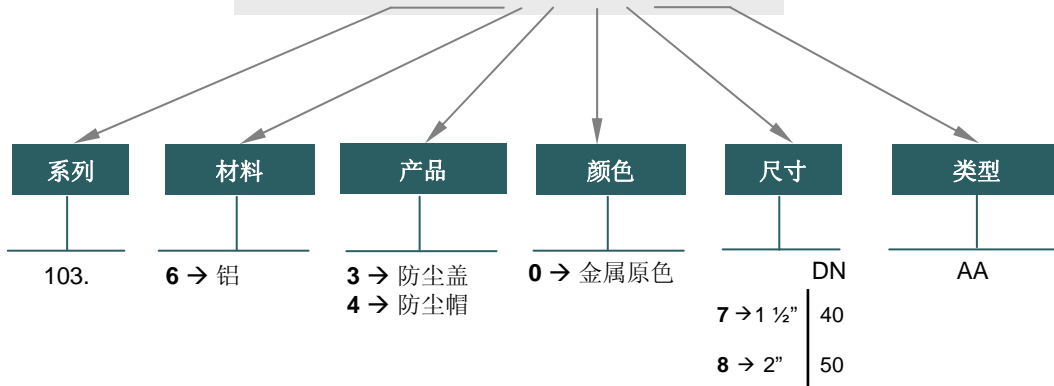 系列 材料 产品 颜色 尺寸 类型
103. 6 → 铝 3 → 防尘盖 0 → 金属原色 DN AA
4 → 防尘帽
7 → 1 ½” 40
8 → 2” 50